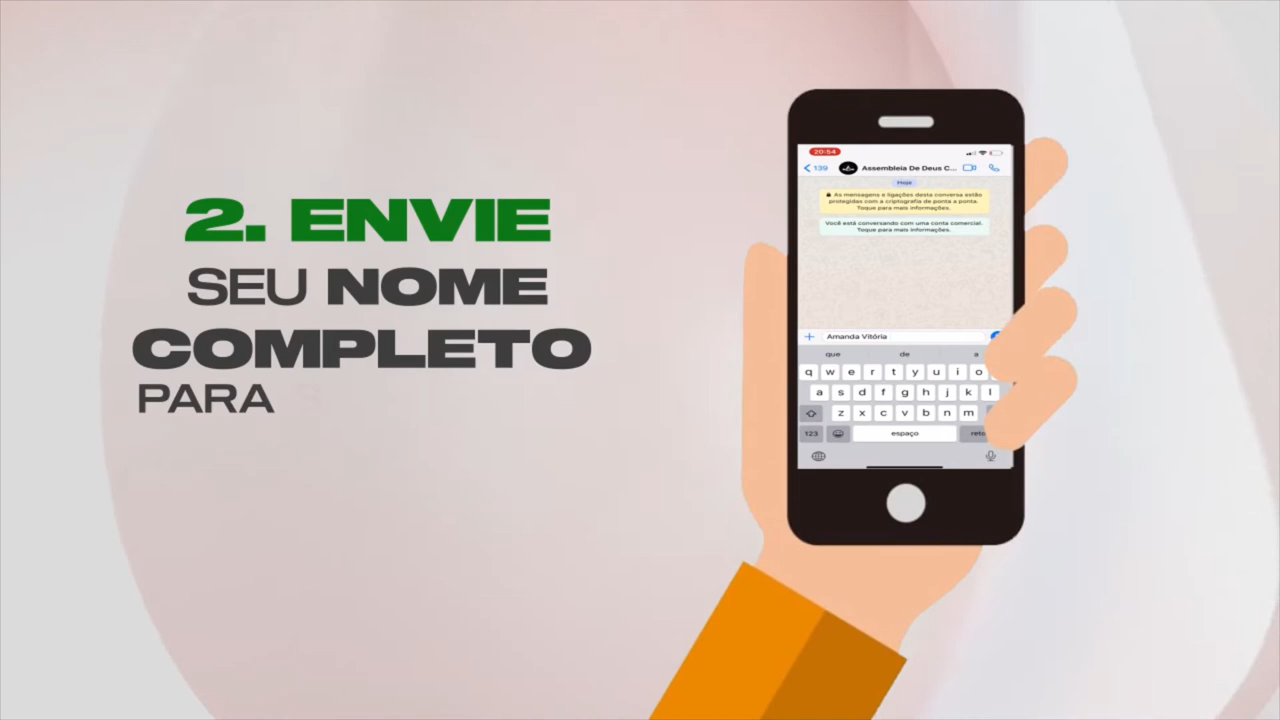 2. ENVIE
SEU NOME
COMPLETO
PARA
20:54
139 Assembleia De Deus C...
Hoje
As mensagens e ligações desta conversa estão
protegidas com a criptografia de ponta a ponta.
Toque para mais informações.
Você está conversando com uma conta comercial.
Toque para mais informações.
Amanda Vitória
que de a
q w e r t y u i o
a s d f g h j k l
z x c v b n m
123 espaço reto